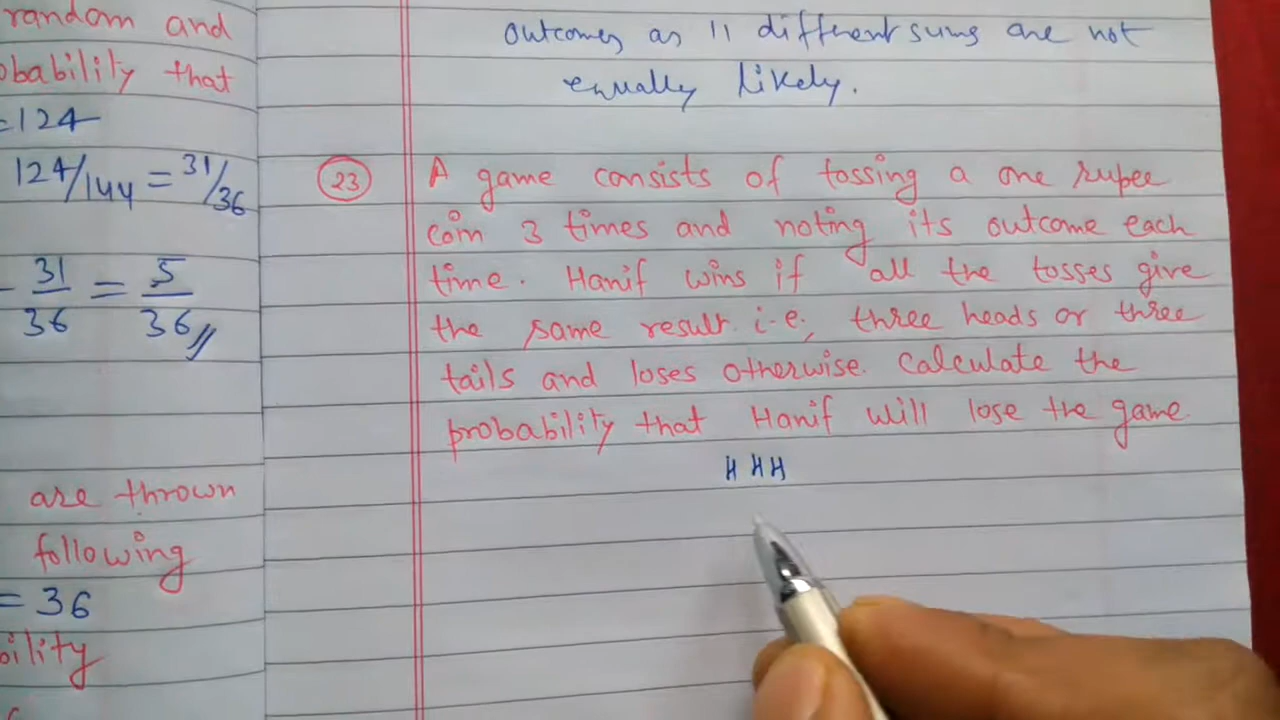 random and
obability that
=124
124/144 = 31/36
- 31/36 = 5/36 //
are thrown
following
= 36
bility
outcomes as 11 different sums are not
equally likely.
23 A game consists of tossing a one rupee
coin 3 times and noting its outcome each
time. Hanif wins if all the tosses give
the same result i.e., three heads or three
tails and loses otherwise. Calculate the
probability that Hanif will lose the game
H H H